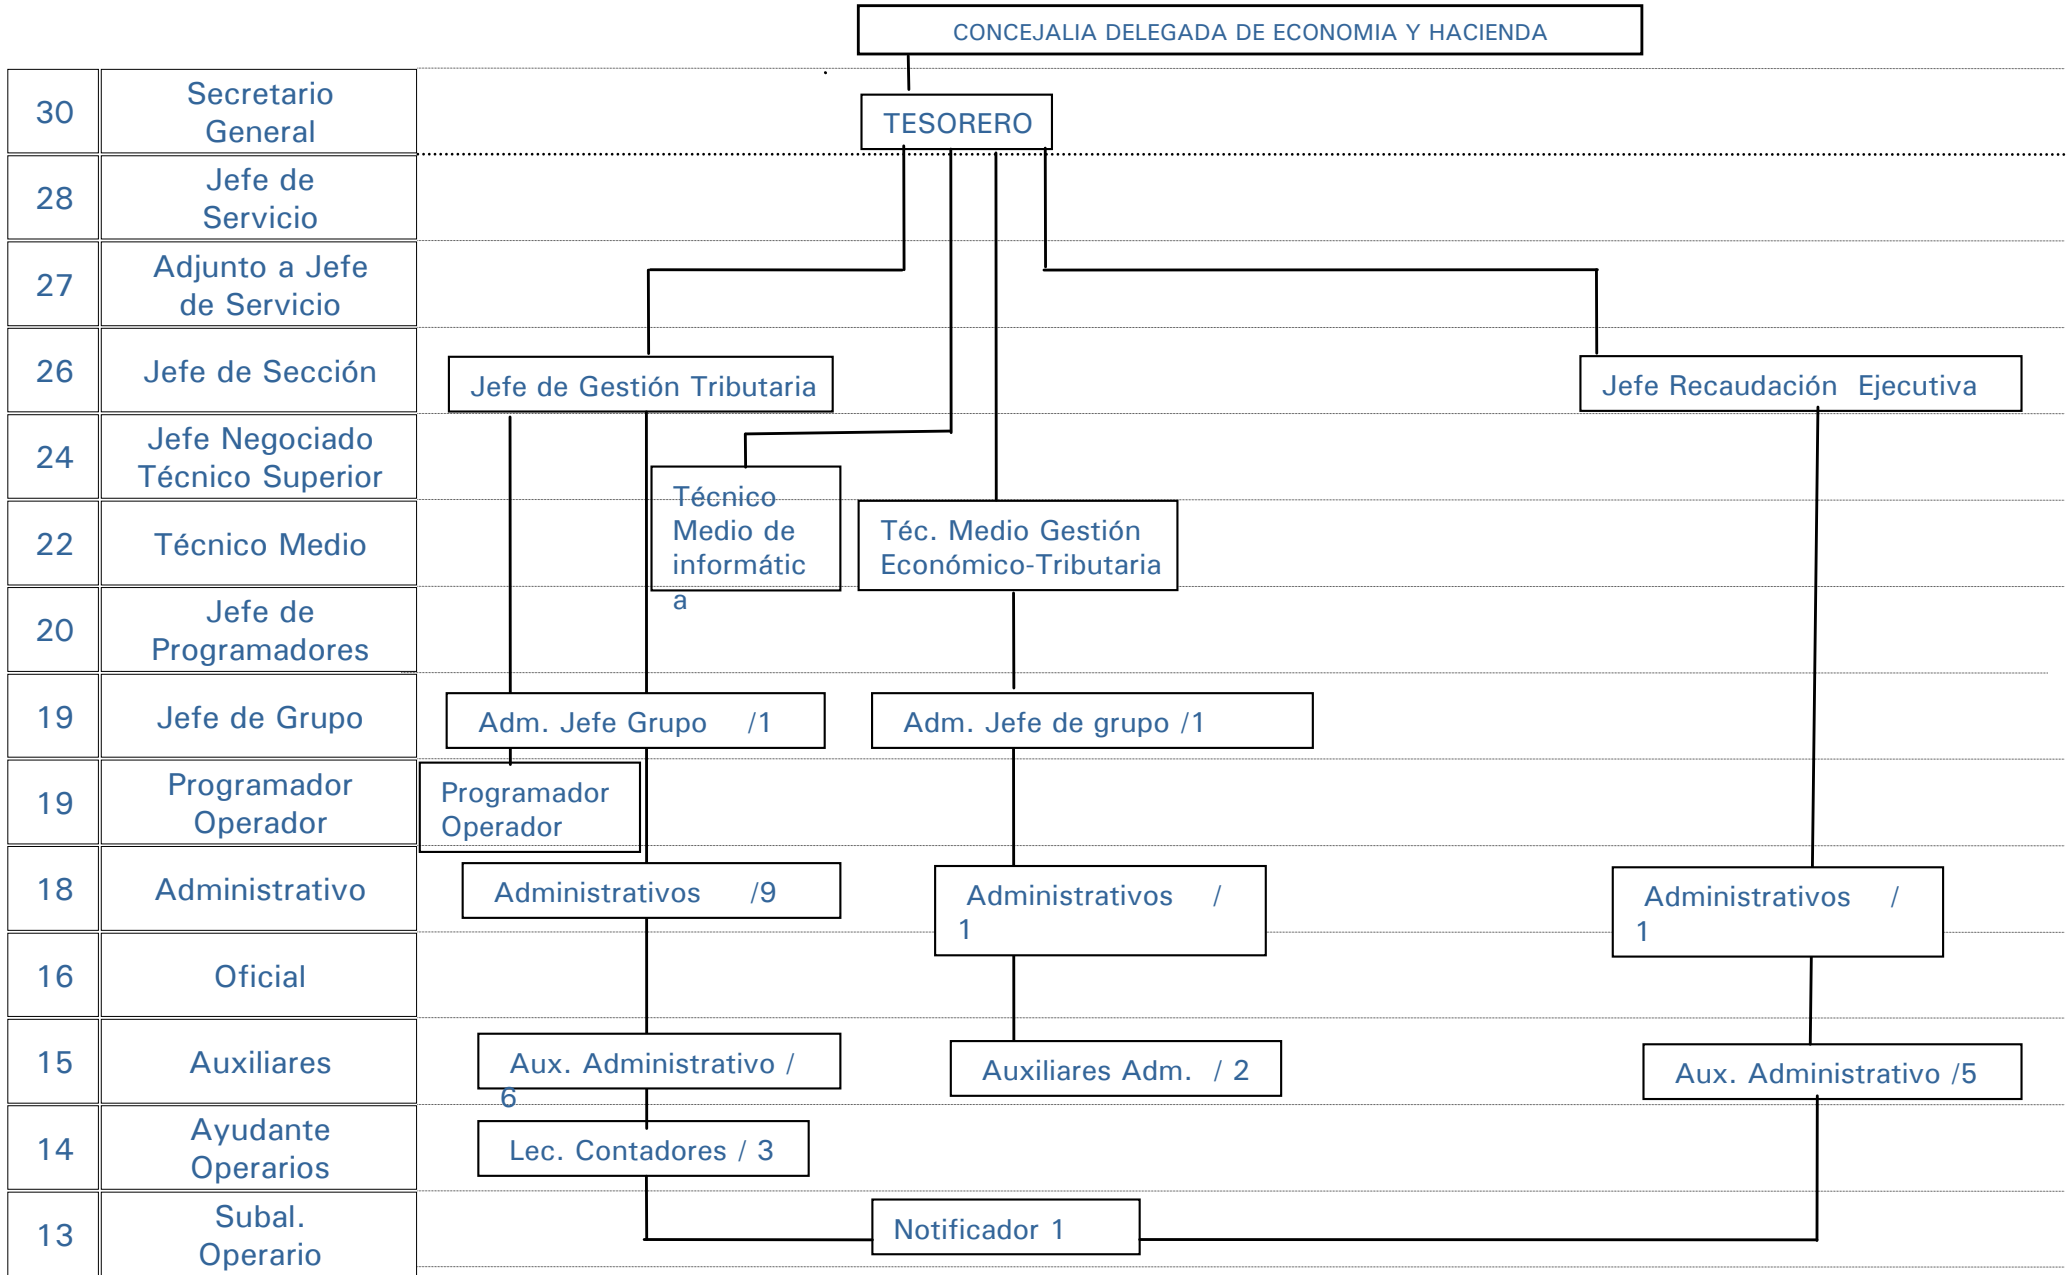 CONCEJALIA DELEGADA DE ECONOMIA Y HACIENDA
30
Secretario
General
TESORERO
28
Jefe de
Servicio
27
Adjunto a Jefe
de Servicio
26
Jefe de Sección
Jefe de Gestión Tributaria
Jefe Recaudación Ejecutiva
24
Jefe Negociado
Técnico Superior
Técnico
Medio de
informátic
a
22
Técnico Medio
Téc. Medio Gestión
Económico-Tributaria
20
Jefe de
Programadores
19
Jefe de Grupo
Adm. Jefe Grupo /1
Adm. Jefe de grupo /1
19
Programador
Operador
Programador
Operador
18
Administrativo
Administrativos /9
Administrativos /
1
Administrativos /
1
16
Oficial
15
Auxiliares
Aux. Administrativo /
6
Auxiliares Adm. / 2
Aux. Administrativo /5
14
Ayudante
Operarios
Lec. Contadores / 3
13
Subal.
Operario
Notificador 1